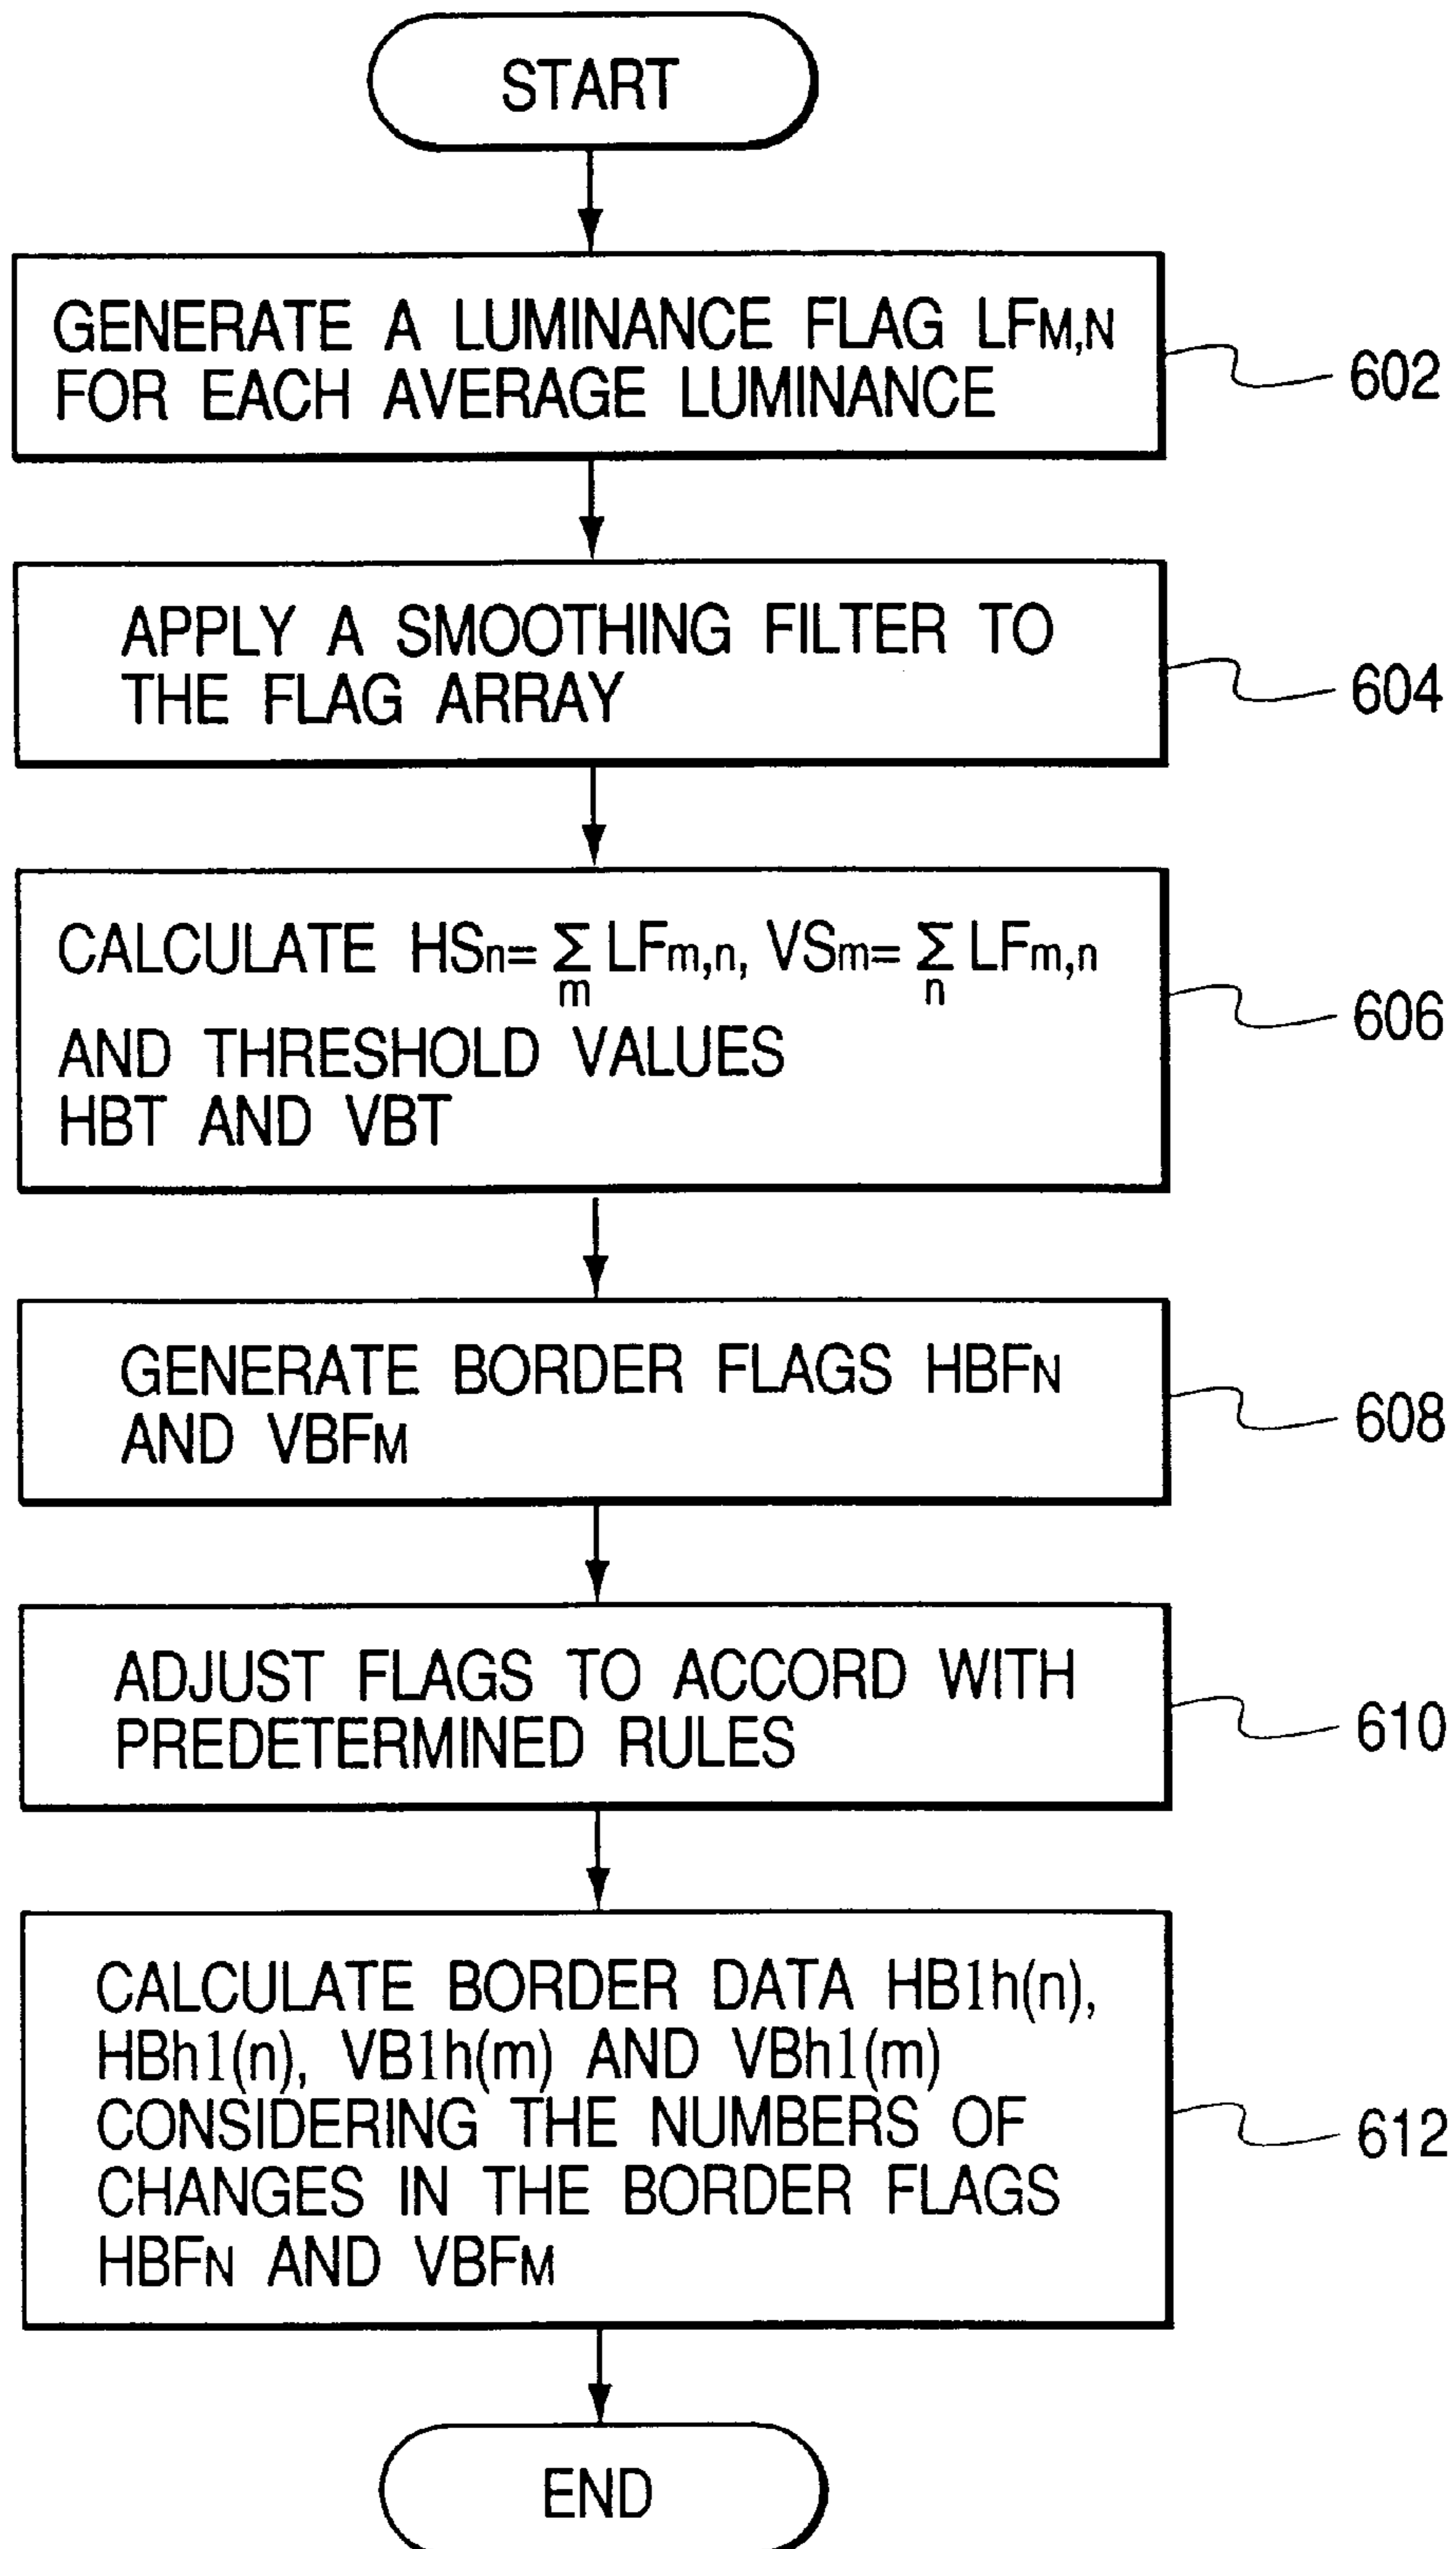 START
GENERATE A LUMINANCE FLAG LFM,N
FOR EACH AVERAGE LUMINANCE
602
APPLY A SMOOTHING FILTER TO
THE FLAG ARRAY
604
CALCULATE HSn= Σm LFm,n, VSm= Σn LFm,n
AND THRESHOLD VALUES
HBT AND VBT
606
GENERATE BORDER FLAGS HBFN
AND VBFM
608
ADJUST FLAGS TO ACCORD WITH
PREDETERMINED RULES
610
CALCULATE BORDER DATA HB1h(n),
HBh1(n), VB1h(m) AND VBh1(m)
CONSIDERING THE NUMBERS OF
CHANGES IN THE BORDER FLAGS
HBFN AND VBFM
612
END